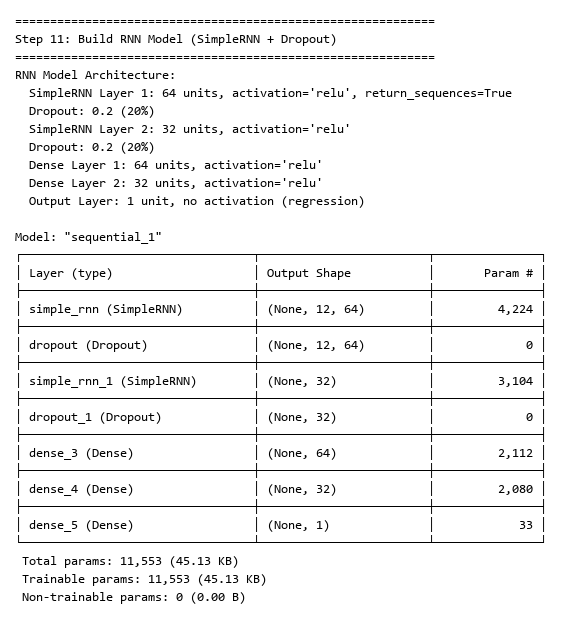 ============================================================
Step 11: Build RNN Model (SimpleRNN + Dropout)
============================================================
RNN Model Architecture:
  SimpleRNN Layer 1: 64 units, activation='relu', return_sequences=True
  Dropout: 0.2 (20%)
  SimpleRNN Layer 2: 32 units, activation='relu'
  Dropout: 0.2 (20%)
  Dense Layer 1: 64 units, activation='relu'
  Dense Layer 2: 32 units, activation='relu'
  Output Layer: 1 unit, no activation (regression)
Model: "sequential_1"
Layer (type) Output Shape Param #
simple_rnn (SimpleRNN) (None, 12, 64) 4,224
dropout (Dropout) (None, 12, 64) 0
simple_rnn_1 (SimpleRNN) (None, 32) 3,104
dropout_1 (Dropout) (None, 32) 0
dense_3 (Dense) (None, 64) 2,112
dense_4 (Dense) (None, 32) 2,080
dense_5 (Dense) (None, 1) 33
Total params: 11,553 (45.13 KB)
Trainable params: 11,553 (45.13 KB)
Non-trainable params: 0 (0.00 B)